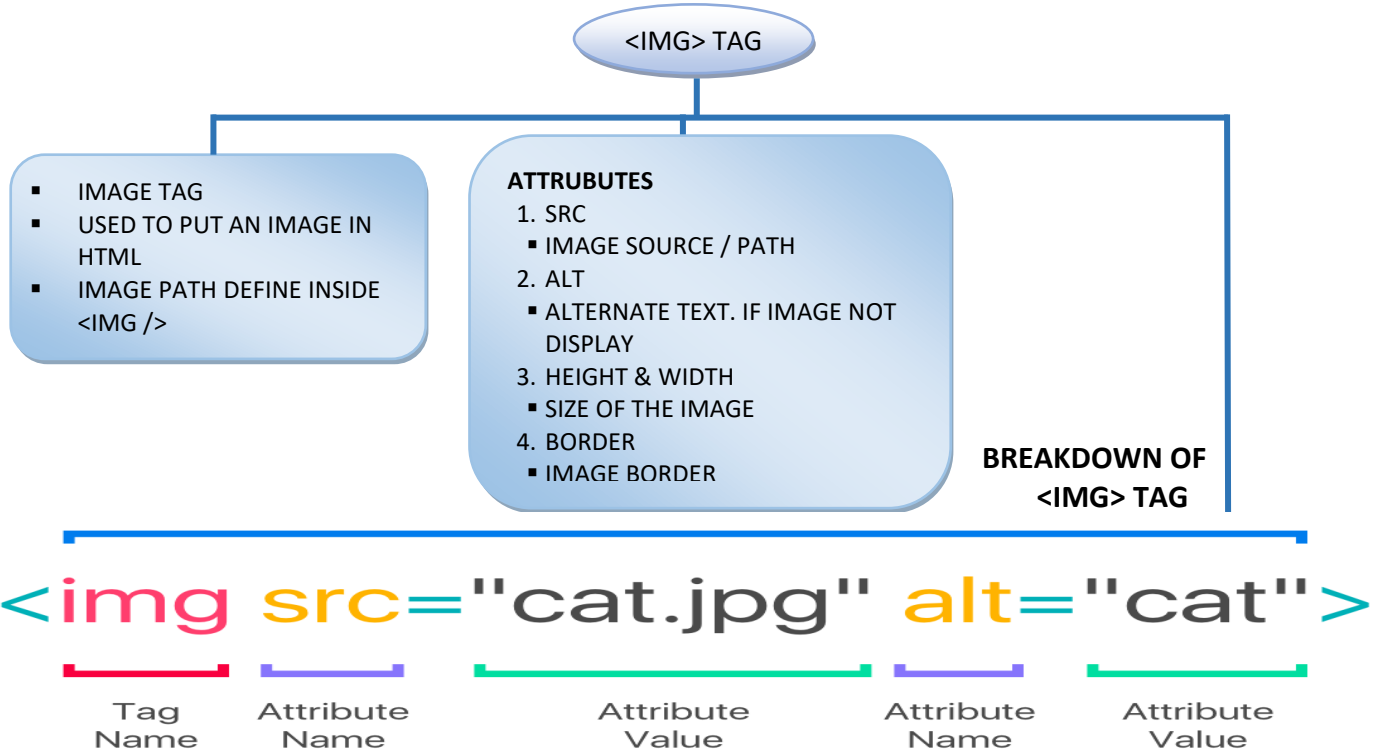 <IMG> TAG
▪ IMAGE TAG
▪ USED TO PUT AN IMAGE IN
HTML
▪ IMAGE PATH DEFINE INSIDE
<IMG />
ATTRUBUTES
1. SRC
▪ IMAGE SOURCE / PATH
2. ALT
▪ ALTERNATE TEXT. IF IMAGE NOT
DISPLAY
3. HEIGHT & WIDTH
▪ SIZE OF THE IMAGE
4. BORDER
▪ IMAGE BORDER
BREAKDOWN OF
<IMG> TAG
<img src="cat.jpg" alt="cat">
Tag
Name
Attribute
Name
Attribute
Value
Attribute
Name
Attribute
Value